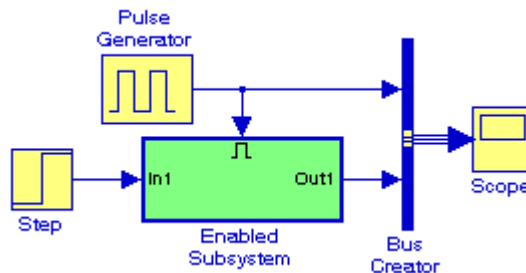 Pulse
Generator
In1
Out1
Step
Enabled
Subsystem
Bus
Creator
Scope